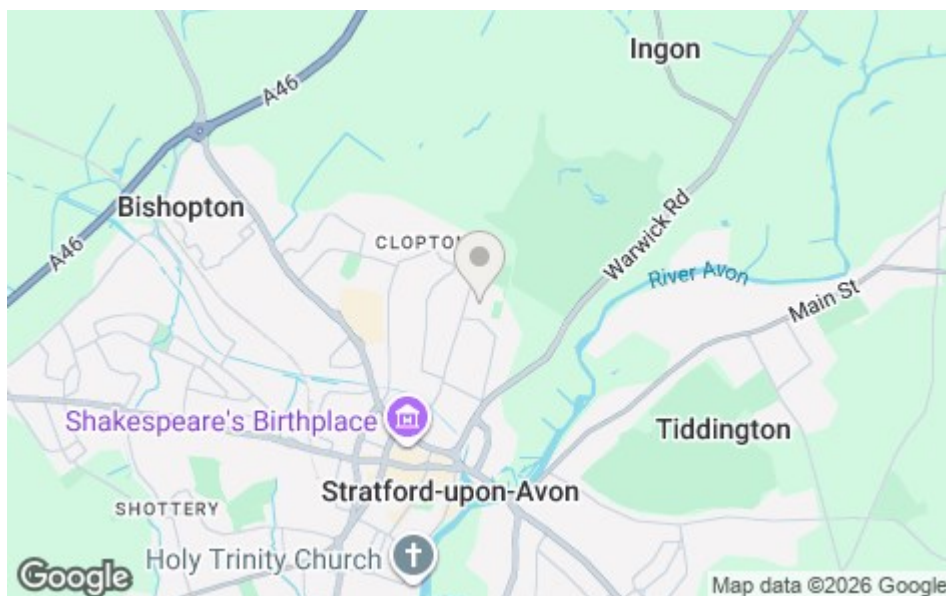 Ingon
A46
Bishopton
CLOPTON
Warwick Rd
A46
River Avon
Main St
Shakespeare's Birthplace
Tiddington
Stratford-upon-Avon
SHOTTERY
Holy Trinity Church
Google
Map data ©2026 Google